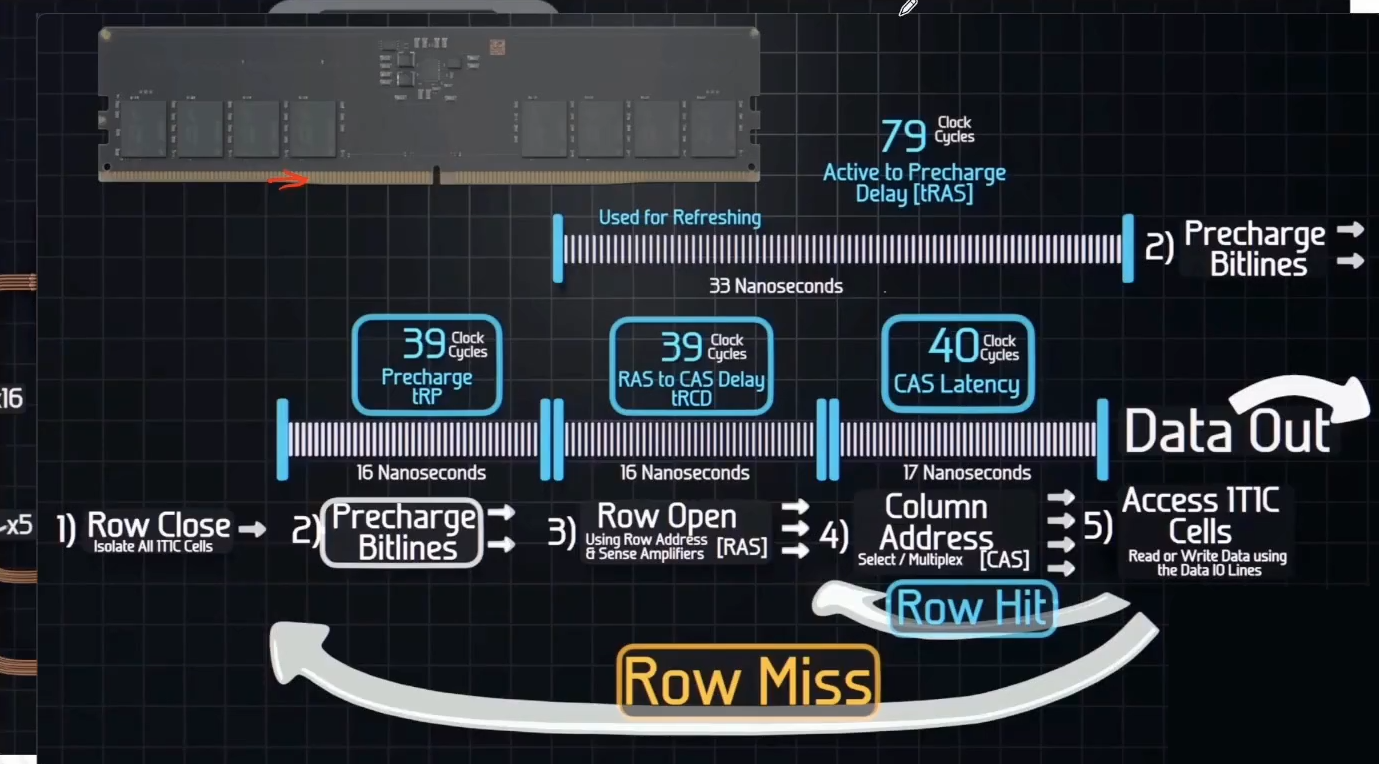 79 Clock Cycles
Active to Precharge
Delay [tRAS]
Used for Refreshing
33 Nanoseconds
2) Precharge
Bitlines
39 Clock Cycles
Precharge
tRP
39 Clock Cycles
RAS to CAS Delay
tRCD
40 Clock Cycles
CAS Latency
x16
16 Nanoseconds
16 Nanoseconds
17 Nanoseconds
Data Out
x5
1) Row Close
Isolate All 1T1C Cells
2) Precharge
Bitlines
3) Row Open
Using Row Address
& Sense Amplifiers [RAS]
4) Column
Address
Select / Multiplex [CAS]
5) Access 1T1C
Cells
Read or Write Data using
the Data IO Lines
Row Hit
Row Miss